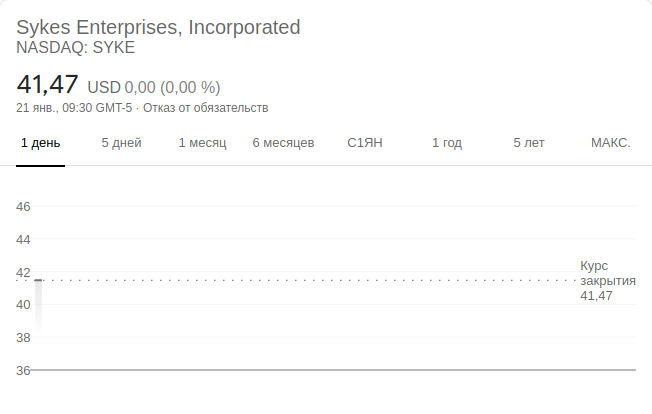 Sykes Enterprises, Incorporated
NASDAQ: SYKE
41,47 USD 0,00 (0,00 %)
21 янв., 09:30 GMT-5 · Отказ от обязательств
1 день 5 дней 1 месяц 6 месяцев С1ЯН 1 год 5 лет МАКС.
46
44
42
Курс
закрытия
41,47
40
38
36